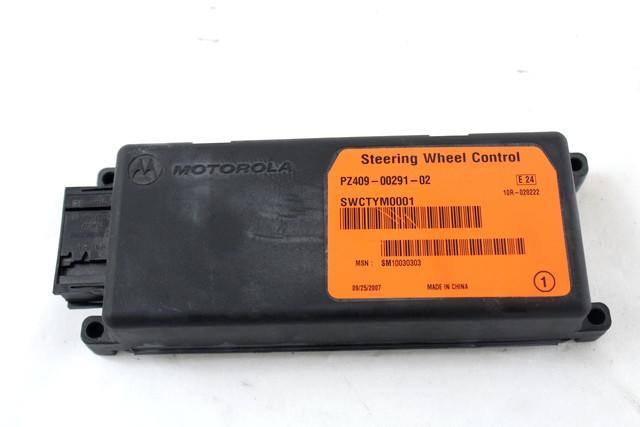 MOTOROLA
Steering Wheel Control
PZ409-00291-02
E 24
SWCTYM0001
10R-020222
MSN : SM10030303
09/25/2007 MADE IN CHINA 1